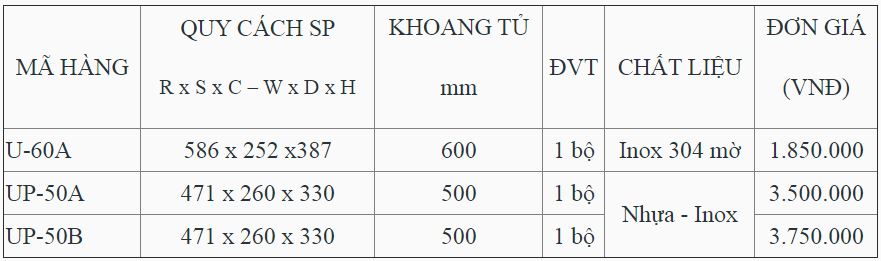 MÃ HÀNG QUY CÁCH SP R x S x C – W x D x H KHOANG TỦ mm ĐVT CHẤT LIỆU ĐƠN GIÁ (VNĐ)
U-60A 586 x 252 x387 600 1 bộ Inox 304 mờ 1.850.000
UP-50A 471 x 260 x 330 500 1 bộ Nhựa - Inox 3.500.000
UP-50B 471 x 260 x 330 500 1 bộ 3.750.000